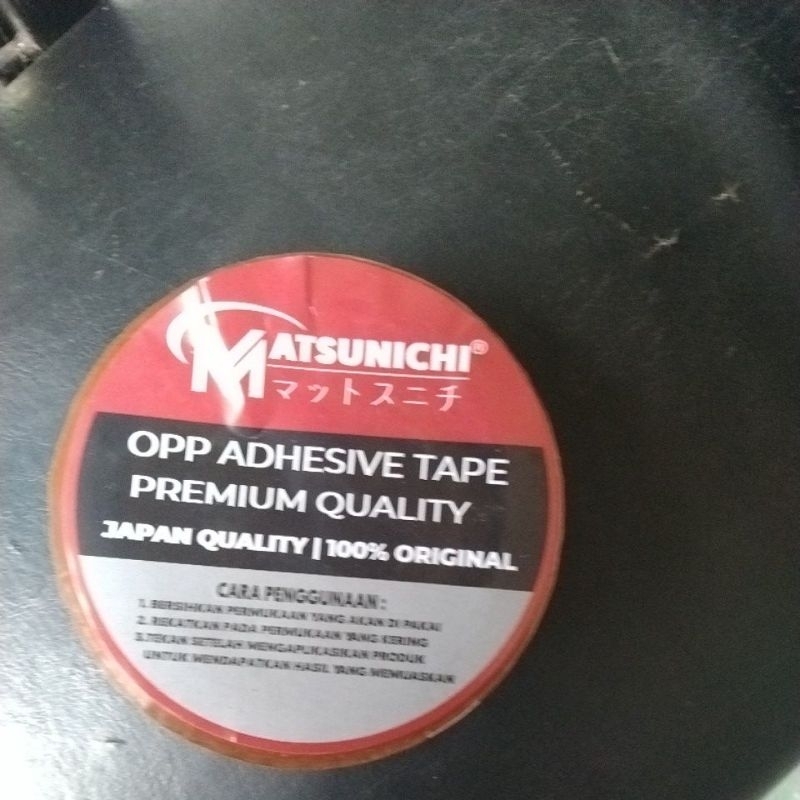 MATSUNICHI®
マットスニチ
OPP ADHESIVE TAPE
PREMIUM QUALITY
JAPAN QUALITY | 100% ORIGINAL
CARA PENGGUNAAN :
1. BERSIHKAN PERMUKAAN YANG AKAN DI PAKAI
2. REKATKAN PADA PERMUKAAN YANG KERING
3. TEKAN SETELAH MENGAPLIKASIKAN PRODUK
UNTUK MENDAPATKAN HASIL YANG MEMUASKAN